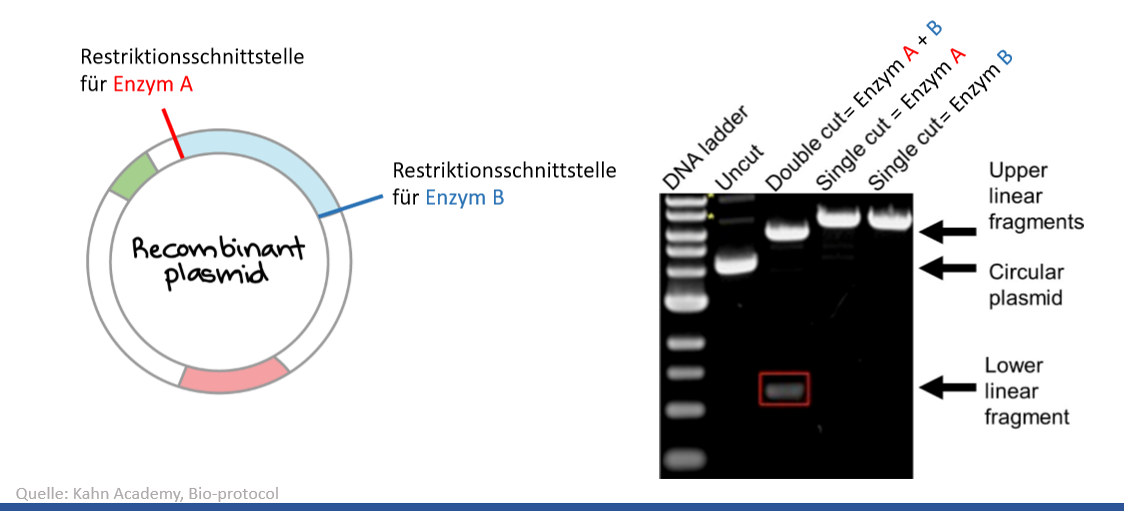 Restriktionsschnittstelle
für Enzym A
Restriktionsschnittstelle
für Enzym B
Recombinant
plasmid
DNA ladder
Uncut
Double cut= Enzym A + B
Single cut = Enzym A
Single cut= Enzym B
Upper
linear
fragments
Circular
plasmid
Lower
linear
fragment
Quelle: Kahn Academy, Bio-protocol